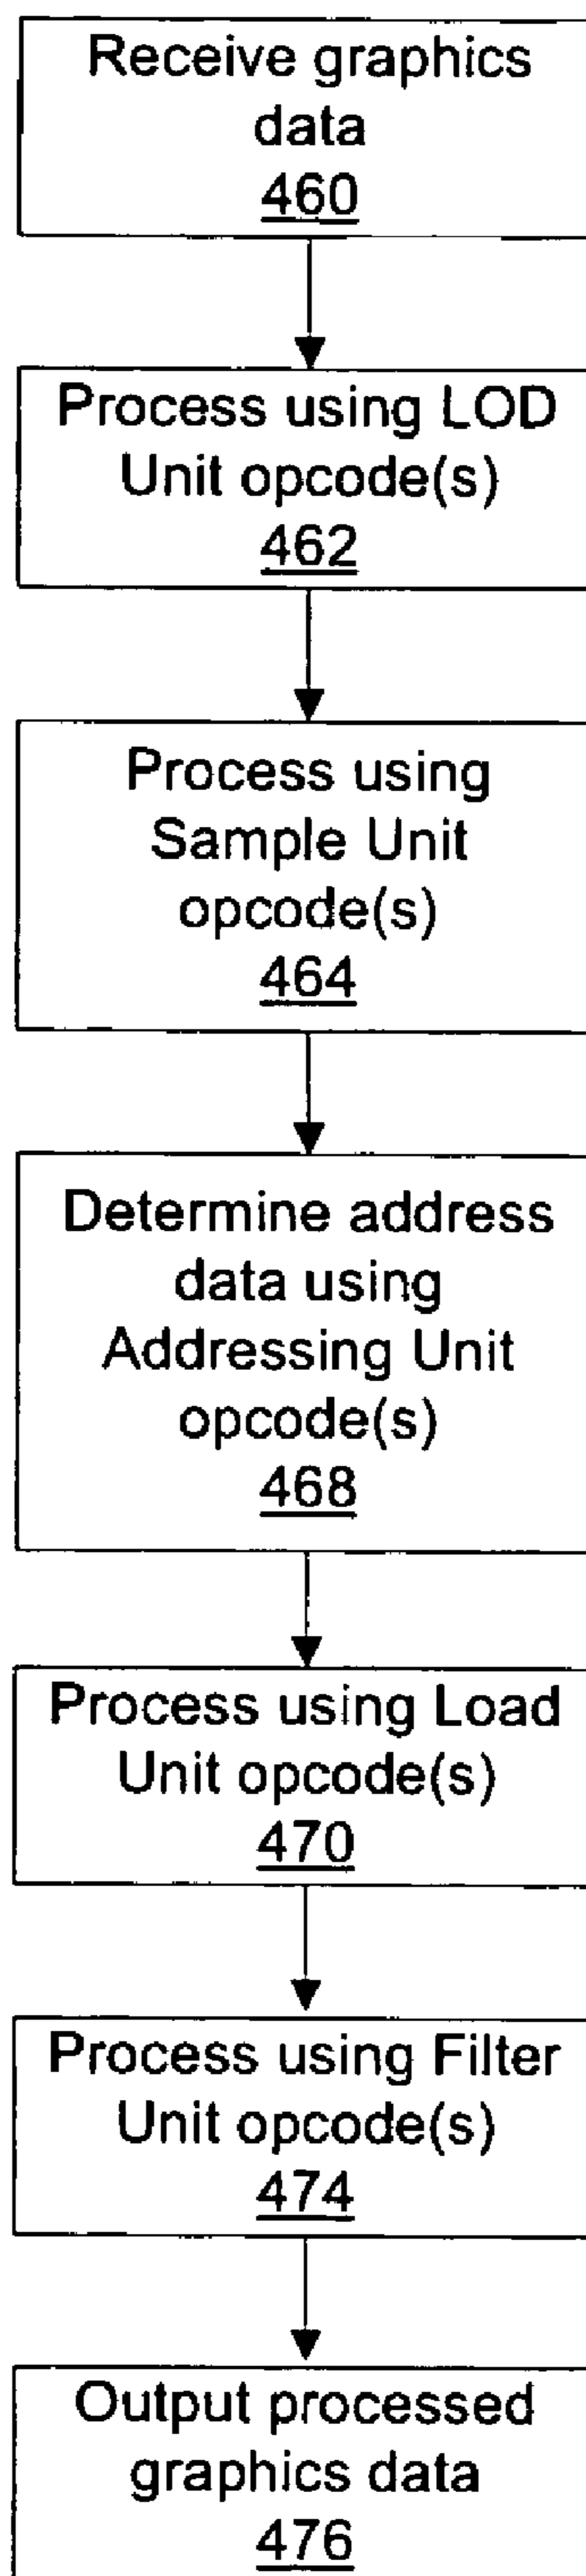 Receive graphics
data
460
Process using LOD
Unit opcode(s)
462
Process using
Sample Unit
opcode(s)
464
Determine address
data using
Addressing Unit
opcode(s)
468
Process using Load
Unit opcode(s)
470
Process using Filter
Unit opcode(s)
474
Output processed
graphics data
476